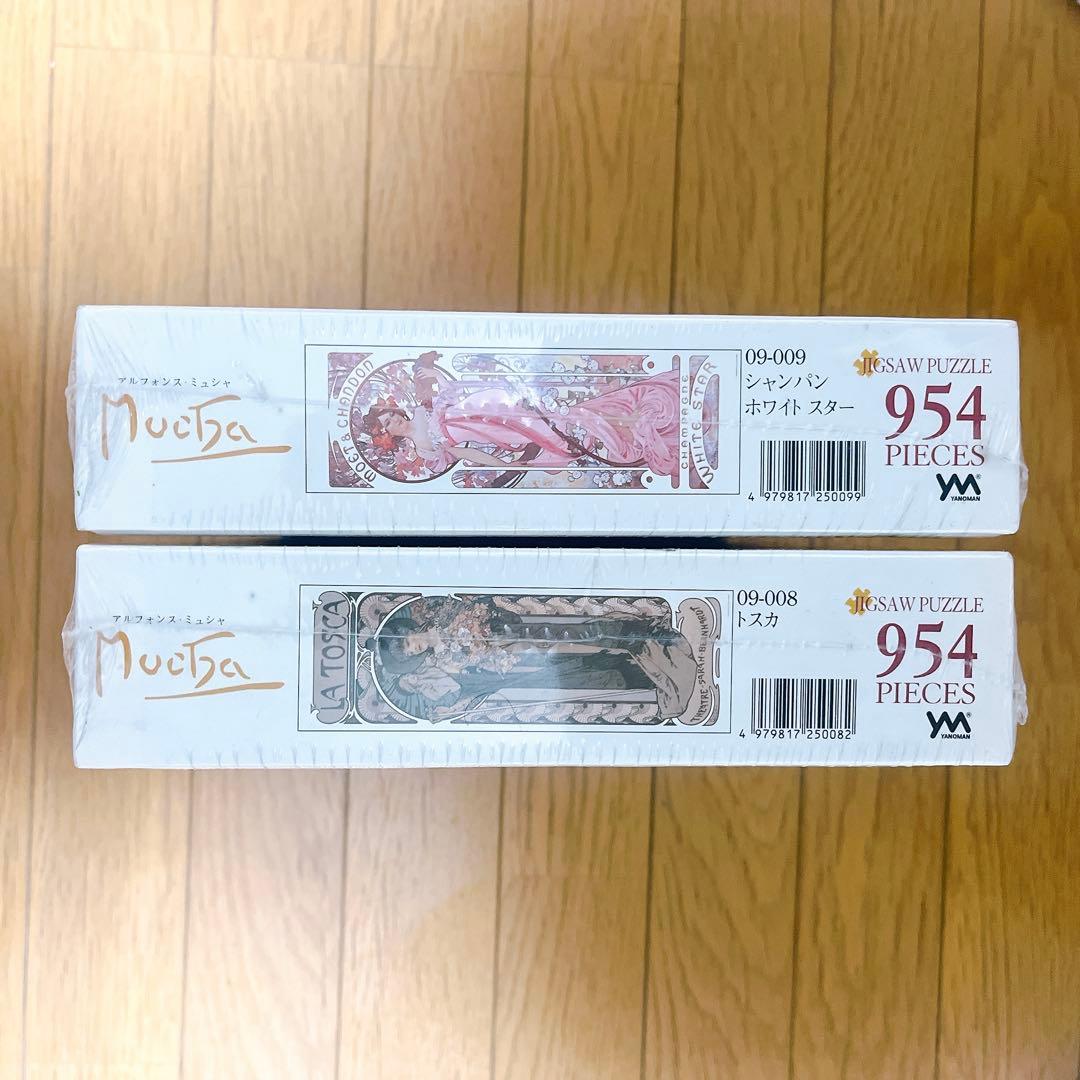 アルフォンス・ミュシャ
Mucha
MOET & CHANDON
CHAMPAGNE
WHITE STAR
09-009
シャンパン
ホワイト スター
4 979817 250099
JIGSAW PUZZLE
954
PIECES
YM
YANOMAN
アルフォンス・ミュシャ
Mucha
LA TOSCA
THEATRE·SARAH·BERNHARDT
09-008
トスカ
4 979817 250082
JIGSAW PUZZLE
954
PIECES
YM
YANOMAN